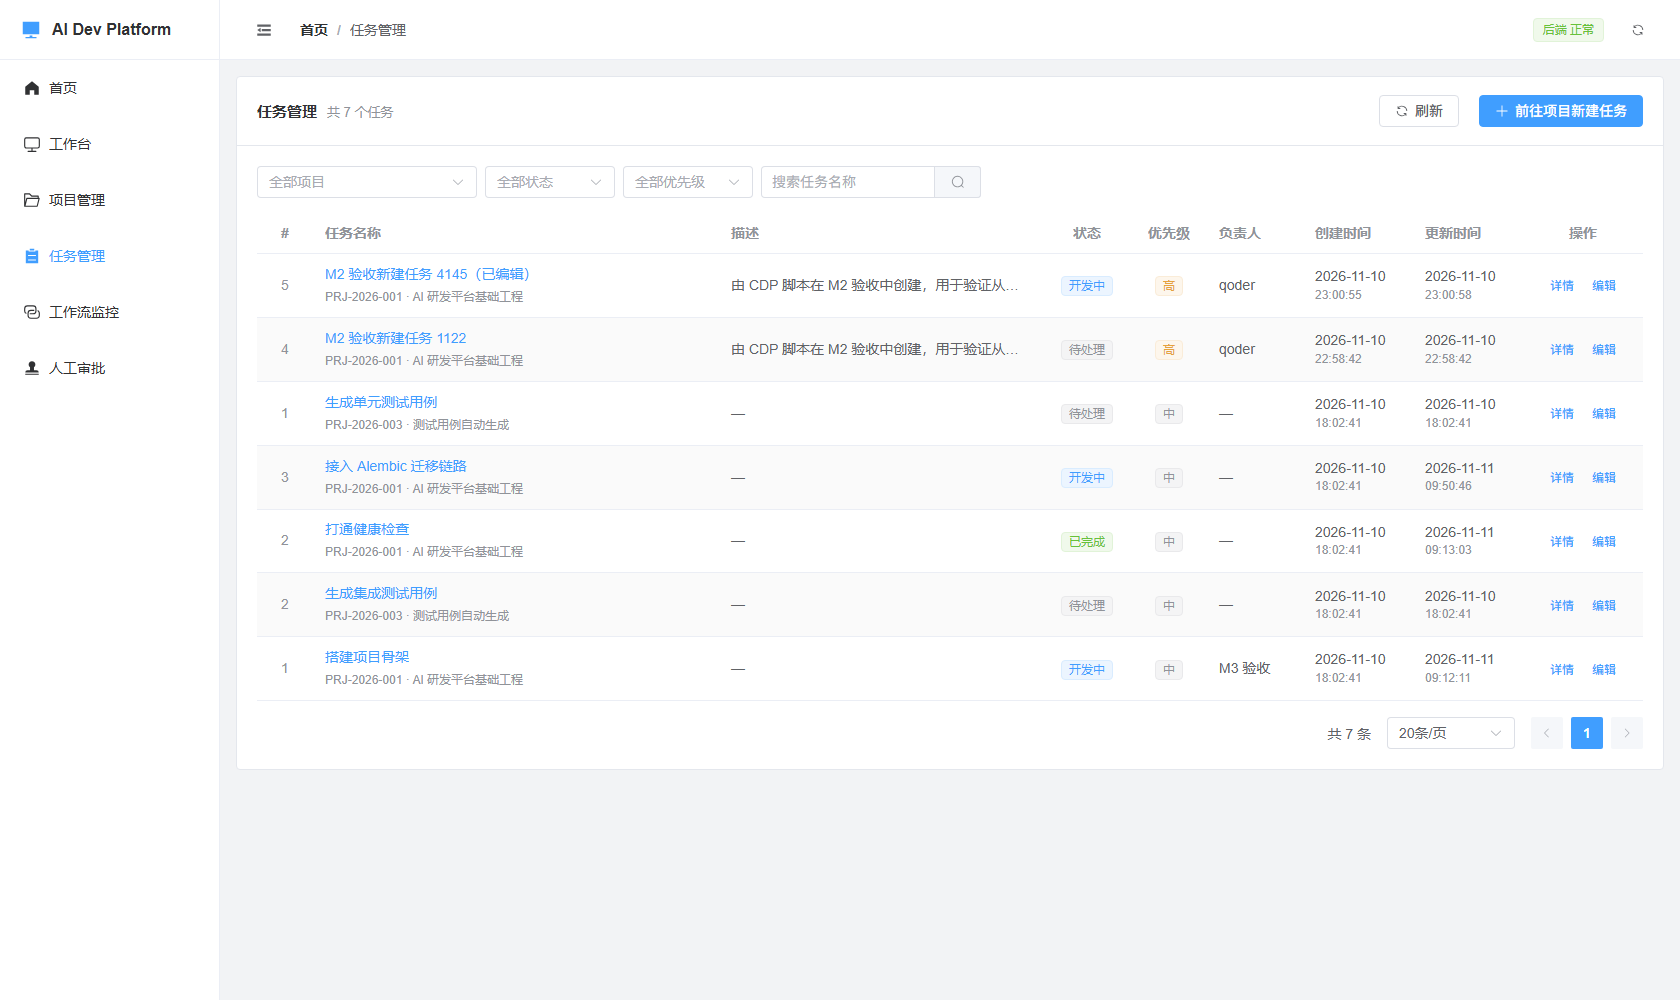 AI Dev Platform
首页 / 任务管理
后端 正常
首页
工作台
项目管理
任务管理
工作流监控
人工审批
任务管理 共 7 个任务
刷新
前往项目新建任务
全部项目
全部状态
全部优先级
搜索任务名称
# 任务名称 描述 状态 优先级 负责人 创建时间 更新时间 操作
5 M2 验收新建任务 4145（已编辑） 由 CDP 脚本在 M2 验收中创建，用于验证从… 开发中 高 qoder 2026-11-10 2026-11-10 详情 编辑
PRJ-2026-001 · AI 研发平台基础工程 23:00:55 23:00:58
4 M2 验收新建任务 1122 由 CDP 脚本在 M2 验收中创建，用于验证从… 待处理 高 qoder 2026-11-10 2026-11-10 详情 编辑
PRJ-2026-001 · AI 研发平台基础工程 22:58:42 22:58:42
1 生成单元测试用例 — 待处理 中 — 2026-11-10 2026-11-10 详情 编辑
PRJ-2026-003 · 测试用例自动生成 18:02:41 18:02:41
3 接入 Alembic 迁移链路 — 开发中 中 — 2026-11-10 2026-11-11 详情 编辑
PRJ-2026-001 · AI 研发平台基础工程 18:02:41 09:50:46
2 打通健康检查 — 已完成 中 — 2026-11-10 2026-11-11 详情 编辑
PRJ-2026-001 · AI 研发平台基础工程 18:02:41 09:13:03
2 生成集成测试用例 — 待处理 中 — 2026-11-10 2026-11-10 详情 编辑
PRJ-2026-003 · 测试用例自动生成 18:02:41 18:02:41
1 搭建项目骨架 — 开发中 中 M3 验收 2026-11-10 2026-11-11 详情 编辑
PRJ-2026-001 · AI 研发平台基础工程 18:02:41 09:12:11
共 7 条 20条/页 1